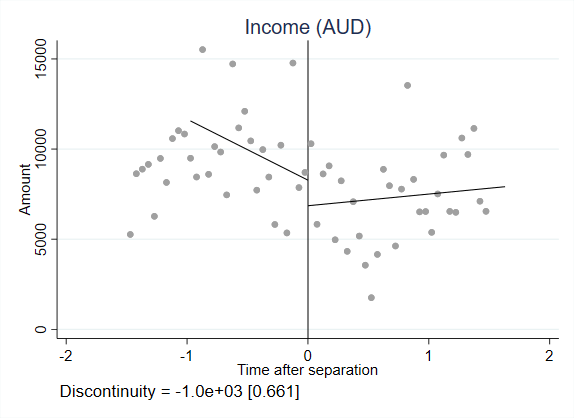 Income (AUD)
15000
10000
5000
0
Amount
-2 -1 0 1 2
Time after separation
Discontinuity = -1.0e+03 [0.661]